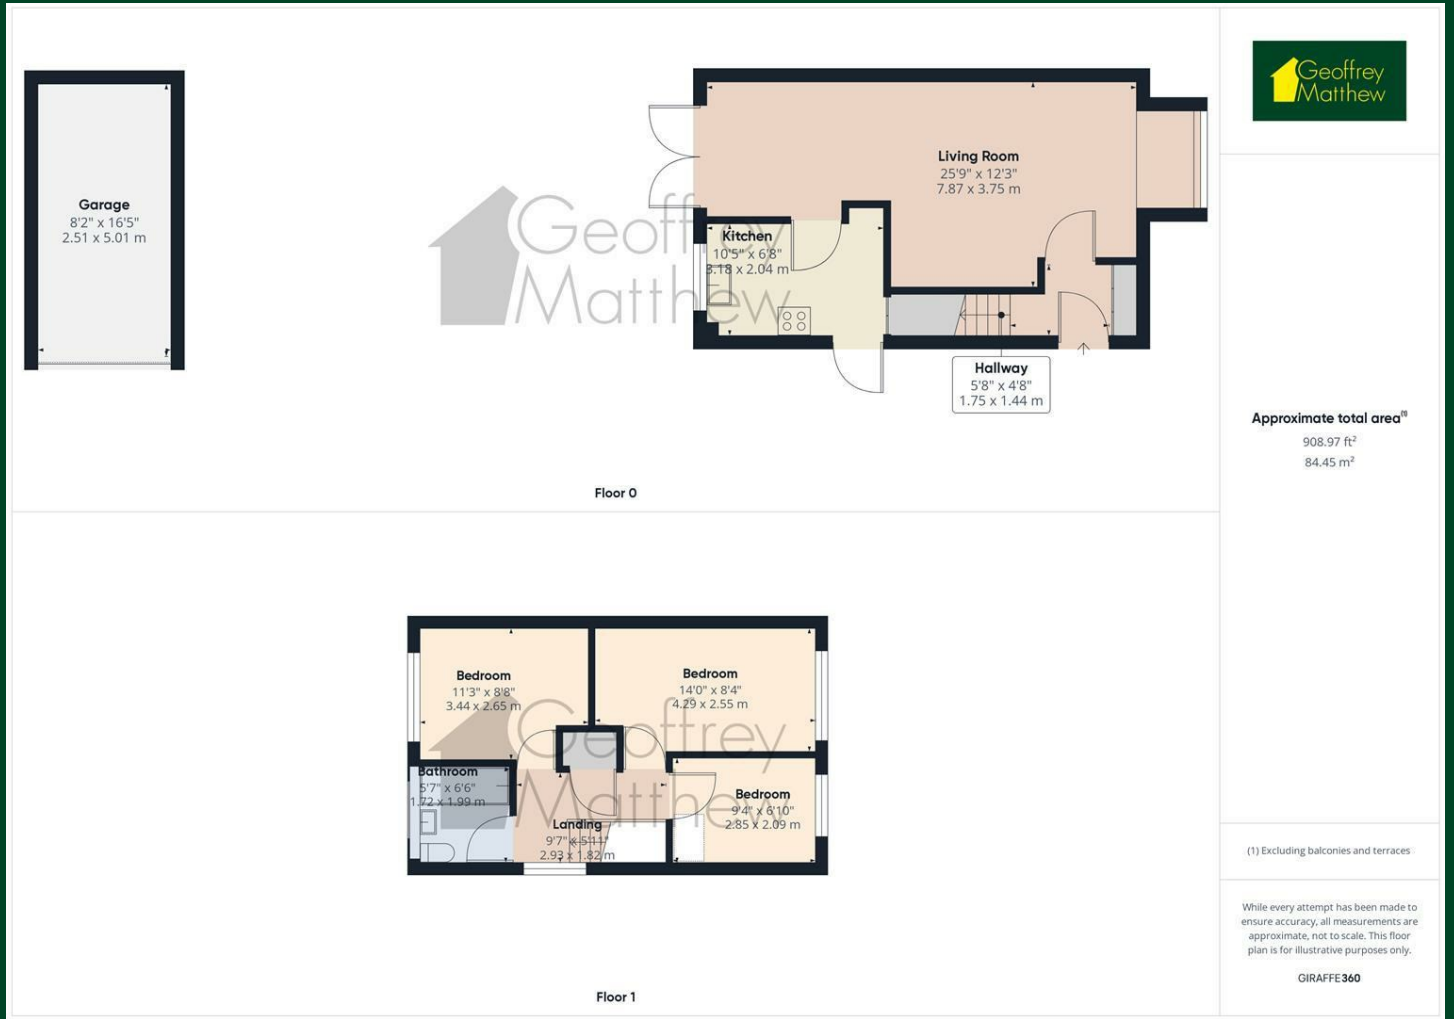 Garage
8'2" x 16'5"
2.51 x 5.01 m
Living Room
25'9" x 12'3"
7.87 x 3.75 m
Kitchen
10'5" x 6'8"
3.18 x 2.04 m
Hallway
5'8" x 4'8"
1.75 x 1.44 m
Geoffrey
Matthew
Floor 0
Bedroom
11'3" x 8'8"
3.44 x 2.65 m
Bedroom
14'0" x 8'4"
4.29 x 2.55 m
Bathroom
5'7" x 6'6"
1.72 x 1.99 m
Bedroom
9'4" x 6'10"
2.85 x 2.09 m
Landing
9'7" x 5'11"
2.93 x 1.82 m
Geoffrey
Matthew
Floor 1
Geoffrey
Matthew
Approximate total area(1)
908.97 ft²
84.45 m²
(1) Excluding balconies and terraces
While every attempt has been made to
ensure accuracy, all measurements are
approximate, not to scale. This floor
plan is for illustrative purposes only.
GIRAFFE360